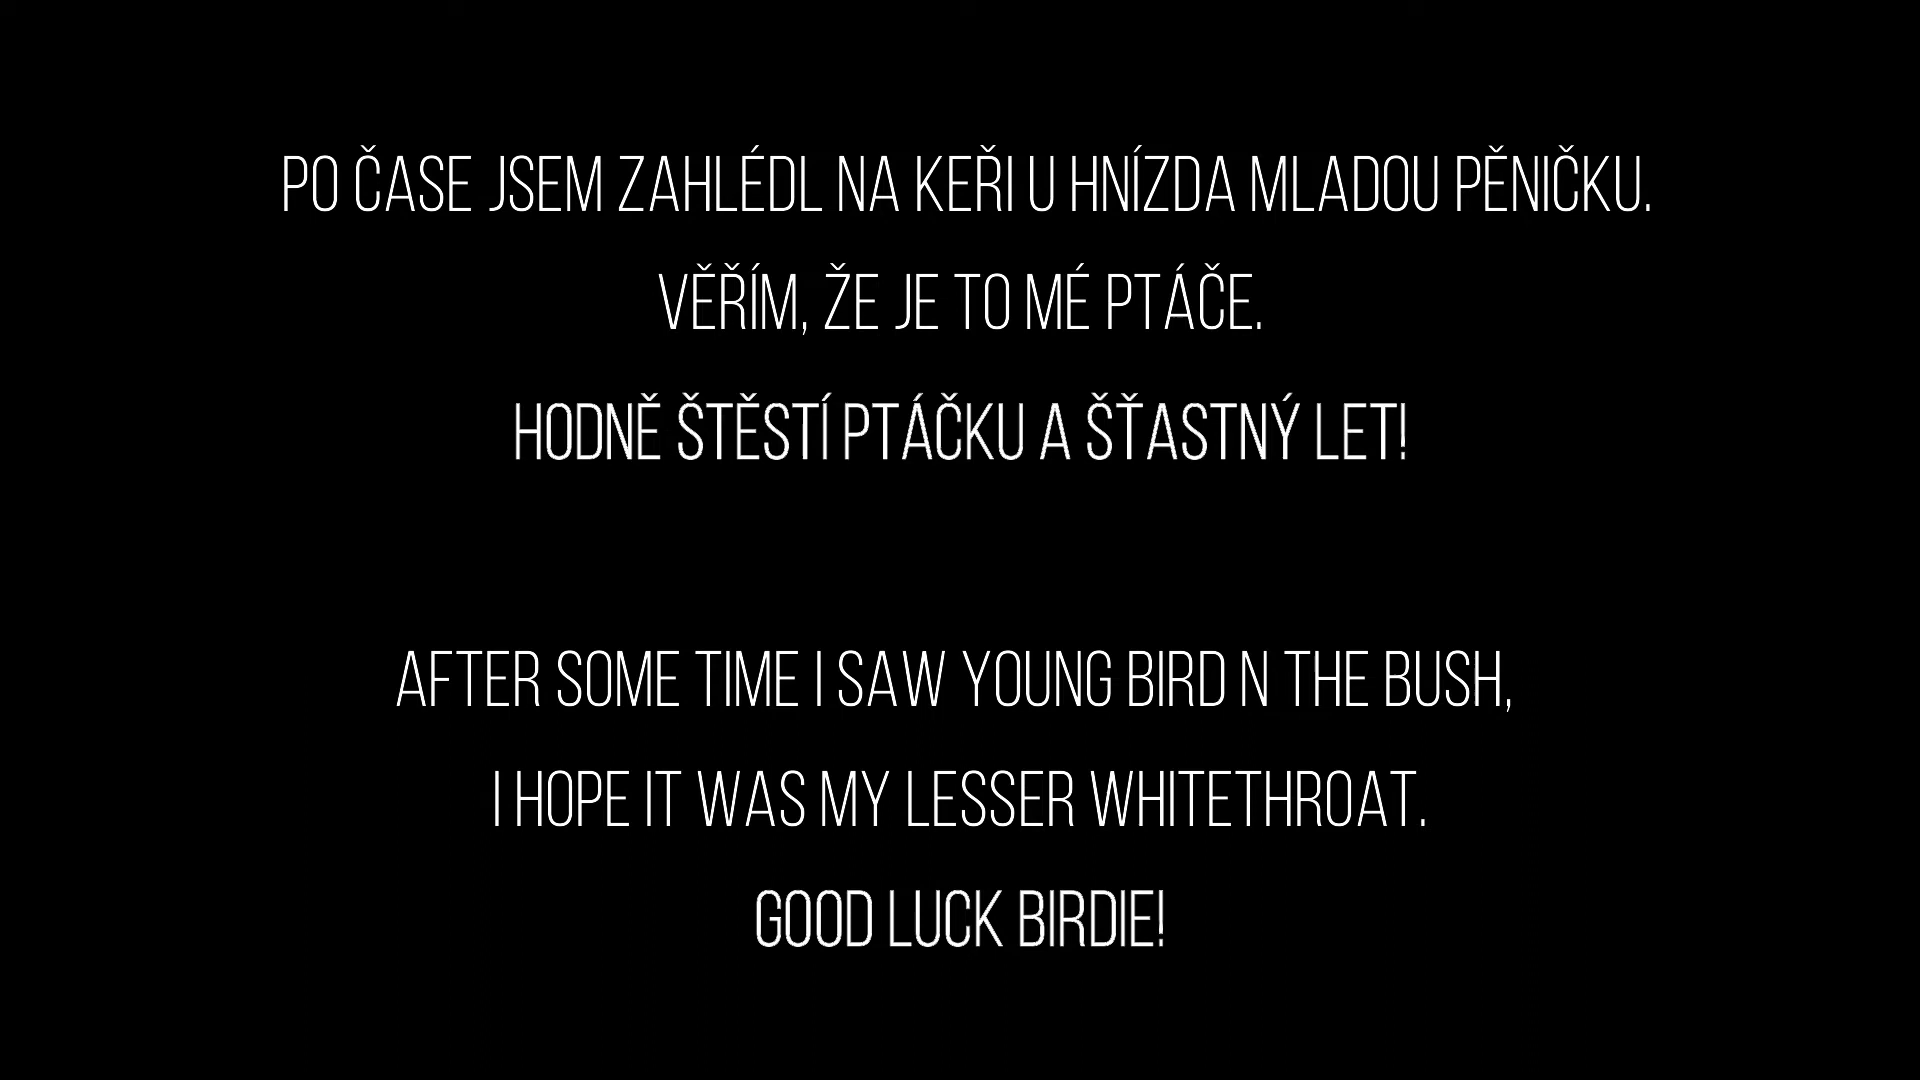 PO ČASE JSEM ZAHLÉDL NA KEŘI U HNÍZDA MLADOU PĚNIČKU.
VĚŘÍM, ŽE JE TO MÉ PTÁČE.
HODNĚ ŠTĚSTÍ PTÁČKU A ŠŤASTNÝ LET!
AFTER SOME TIME I SAW YOUNG BIRD N THE BUSH,
I HOPE IT WAS MY LESSER WHITETHROAT.
GOOD LUCK BIRDIE!